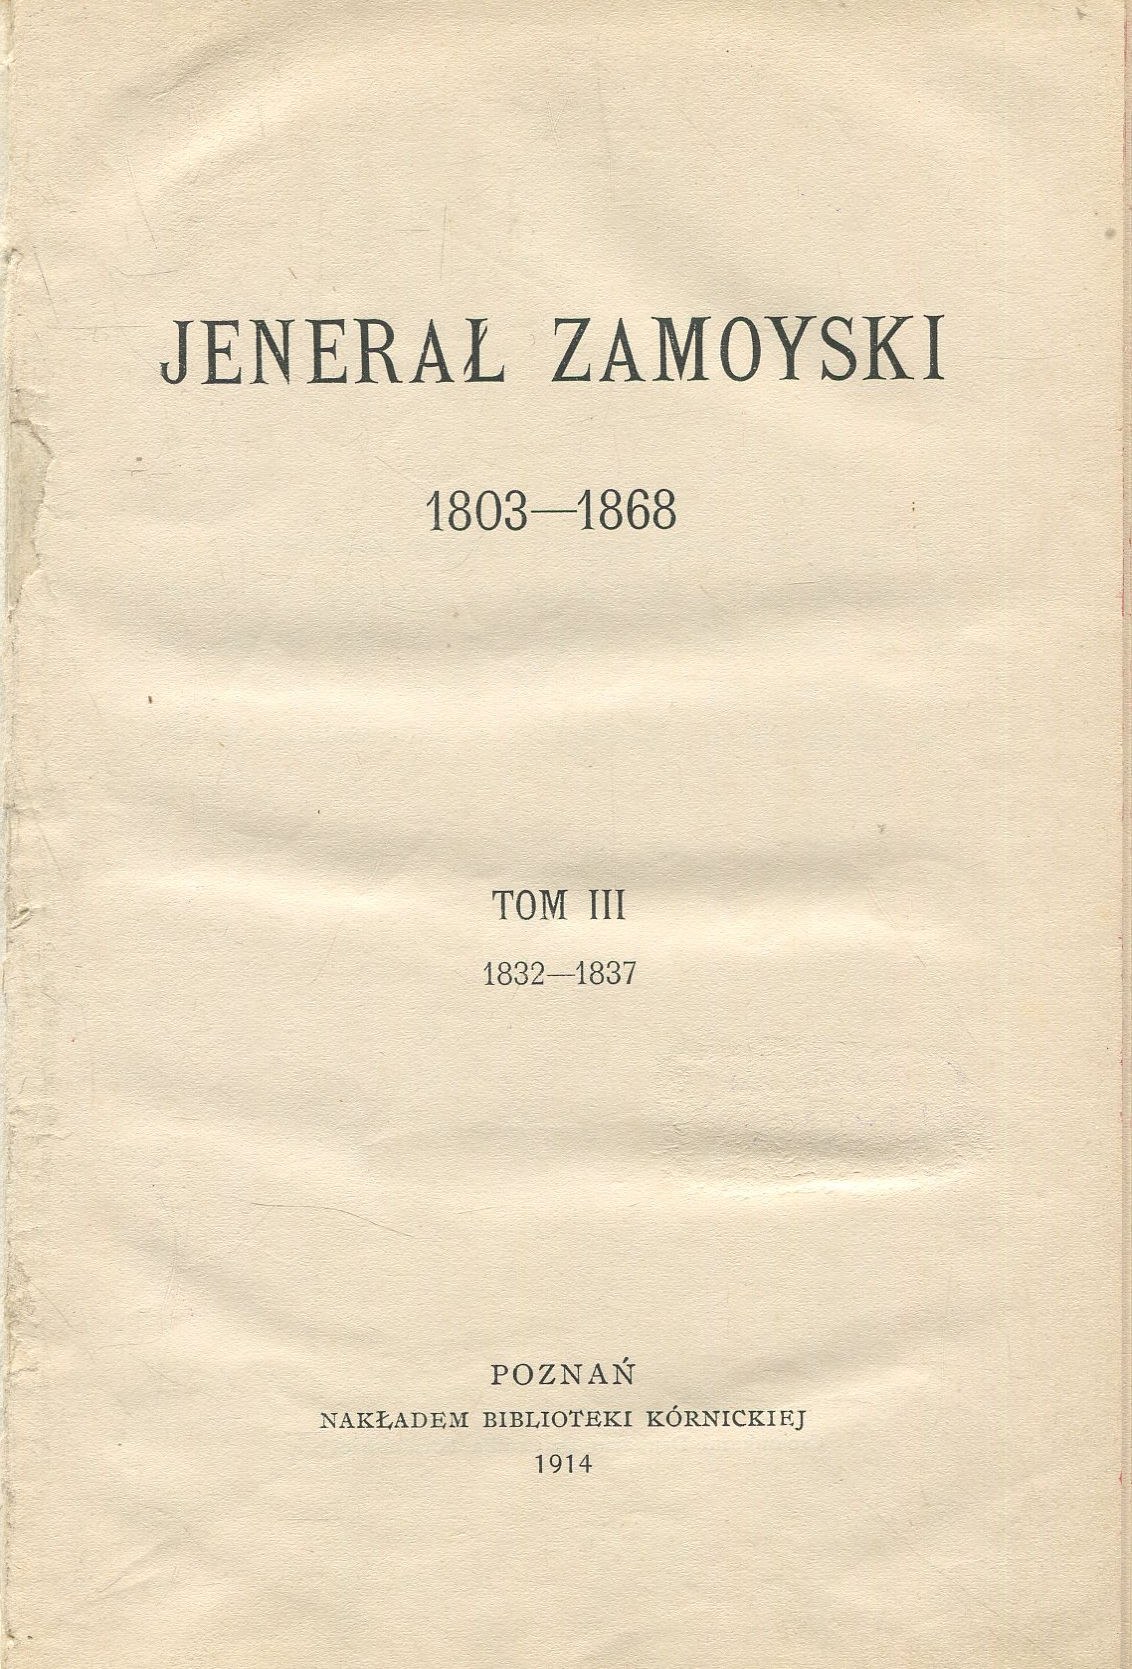 JENERAŁ ZAMOYSKI
1803—1868
TOM III
1832—1837
POZNAŃ
NAKŁADEM BIBLIOTEKI KÓRNICKIEJ
1914